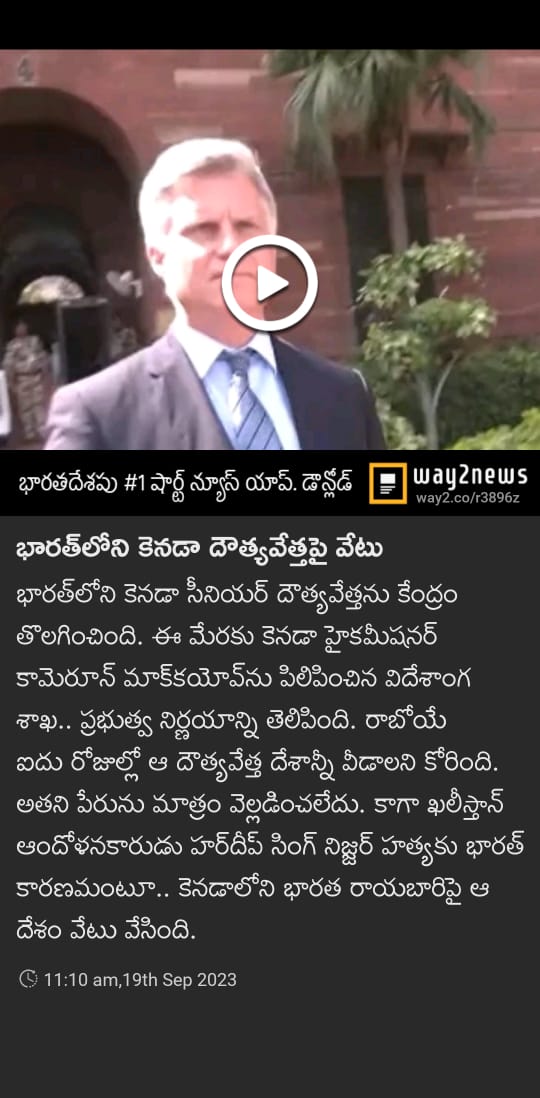 4
భారతదేశపు #1 షార్ట్ న్యూస్ యాప్. డౌన్లోడ్
way2news
way2.co/r3896z
భారత్‌లోని కెనడా దౌత్యవేత్తపై వేటు
భారత్‌లోని కెనడా సీనియర్ దౌత్యవేత్తను కేంద్రం
తొలగించింది. ఈ మేరకు కెనడా హైకమీషనర్
కామెరూన్ మాక్‌కయోవ్‌ను పిలిపించిన విదేశాంగ
శాఖ.. ప్రభుత్వ నిర్ణయాన్ని తెలిపింది. రాబోయే
ఐదు రోజుల్లో ఆ దౌత్యవేత్త దేశాన్ని వీడాలని కోరింది.
అతని పేరును మాత్రం వెల్లడించలేదు. కాగా ఖలీస్తాన్
ఆందోళనకారుడు హర్‌దీప్ సింగ్ నిజ్జర్ హత్యకు భారత్
కారణమంటూ.. కెనడాలోని భారత రాయబారిపై ఆ
దేశం వేటు వేసింది.
11:10 am,19th Sep 2023